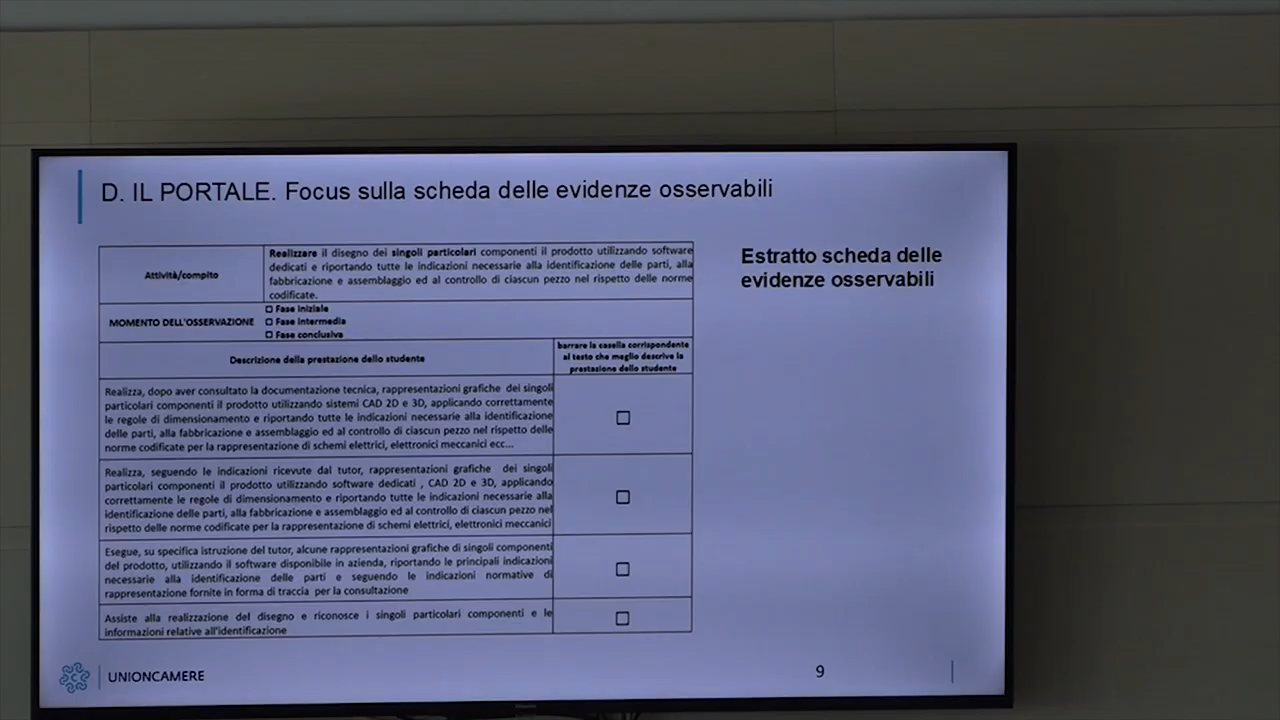 D. IL PORTALE. Focus sulla scheda delle evidenze osservabili
Attività/compito
Realizzare il disegno dei singoli particolari componenti il prodotto utilizzando software
dedicati e riportando tutte le indicazioni necessarie alla identificazione delle parti, alla
fabbricazione e assemblaggio ed al controllo di ciascun pezzo nel rispetto delle norme
codificate.
MOMENTO DELL'OSSERVAZIONE
Fase iniziale
Fase intermedia
Fase conclusiva
Descrizione della prestazione dello studente
barrare la casella corrispondente
al testo che meglio descrive la
prestazione dello studente
Realizza, dopo aver consultato la documentazione tecnica, rappresentazioni grafiche dei singoli
particolari componenti il prodotto utilizzando sistemi CAD 2D e 3D, applicando correttamente
le regole di dimensionamento e riportando tutte le indicazioni necessarie alla identificazione
delle parti, alla fabbricazione e assemblaggio ed al controllo di ciascun pezzo nel rispetto delle
norme codificate per la rappresentazione di schemi elettrici, elettronici meccanici ecc...
Realizza, seguendo le indicazioni ricevute dal tutor, rappresentazioni grafiche dei singoli
particolari componenti il prodotto utilizzando software dedicati , CAD 2D e 3D, applicando
correttamente le regole di dimensionamento e riportando tutte le indicazioni necessarie alla
identificazione delle parti, alla fabbricazione e assemblaggio ed al controllo di ciascun pezzo nel
rispetto delle norme codificate per la rappresentazione di schemi elettrici, elettronici meccanici
Esegue, su specifica istruzione del tutor, alcune rappresentazioni grafiche di singoli componenti
del prodotto, utilizzando il software disponibile in azienda, riportando le principali indicazioni
necessarie alla identificazione delle parti e seguendo le indicazioni normative di
rappresentazione fornite in forma di traccia per la consultazione
Assiste alla realizzazione del disegno e riconosce i singoli particolari componenti e le
informazioni relative all'identificazione
Estratto scheda delle
evidenze osservabili
UNIONCAMERE
9